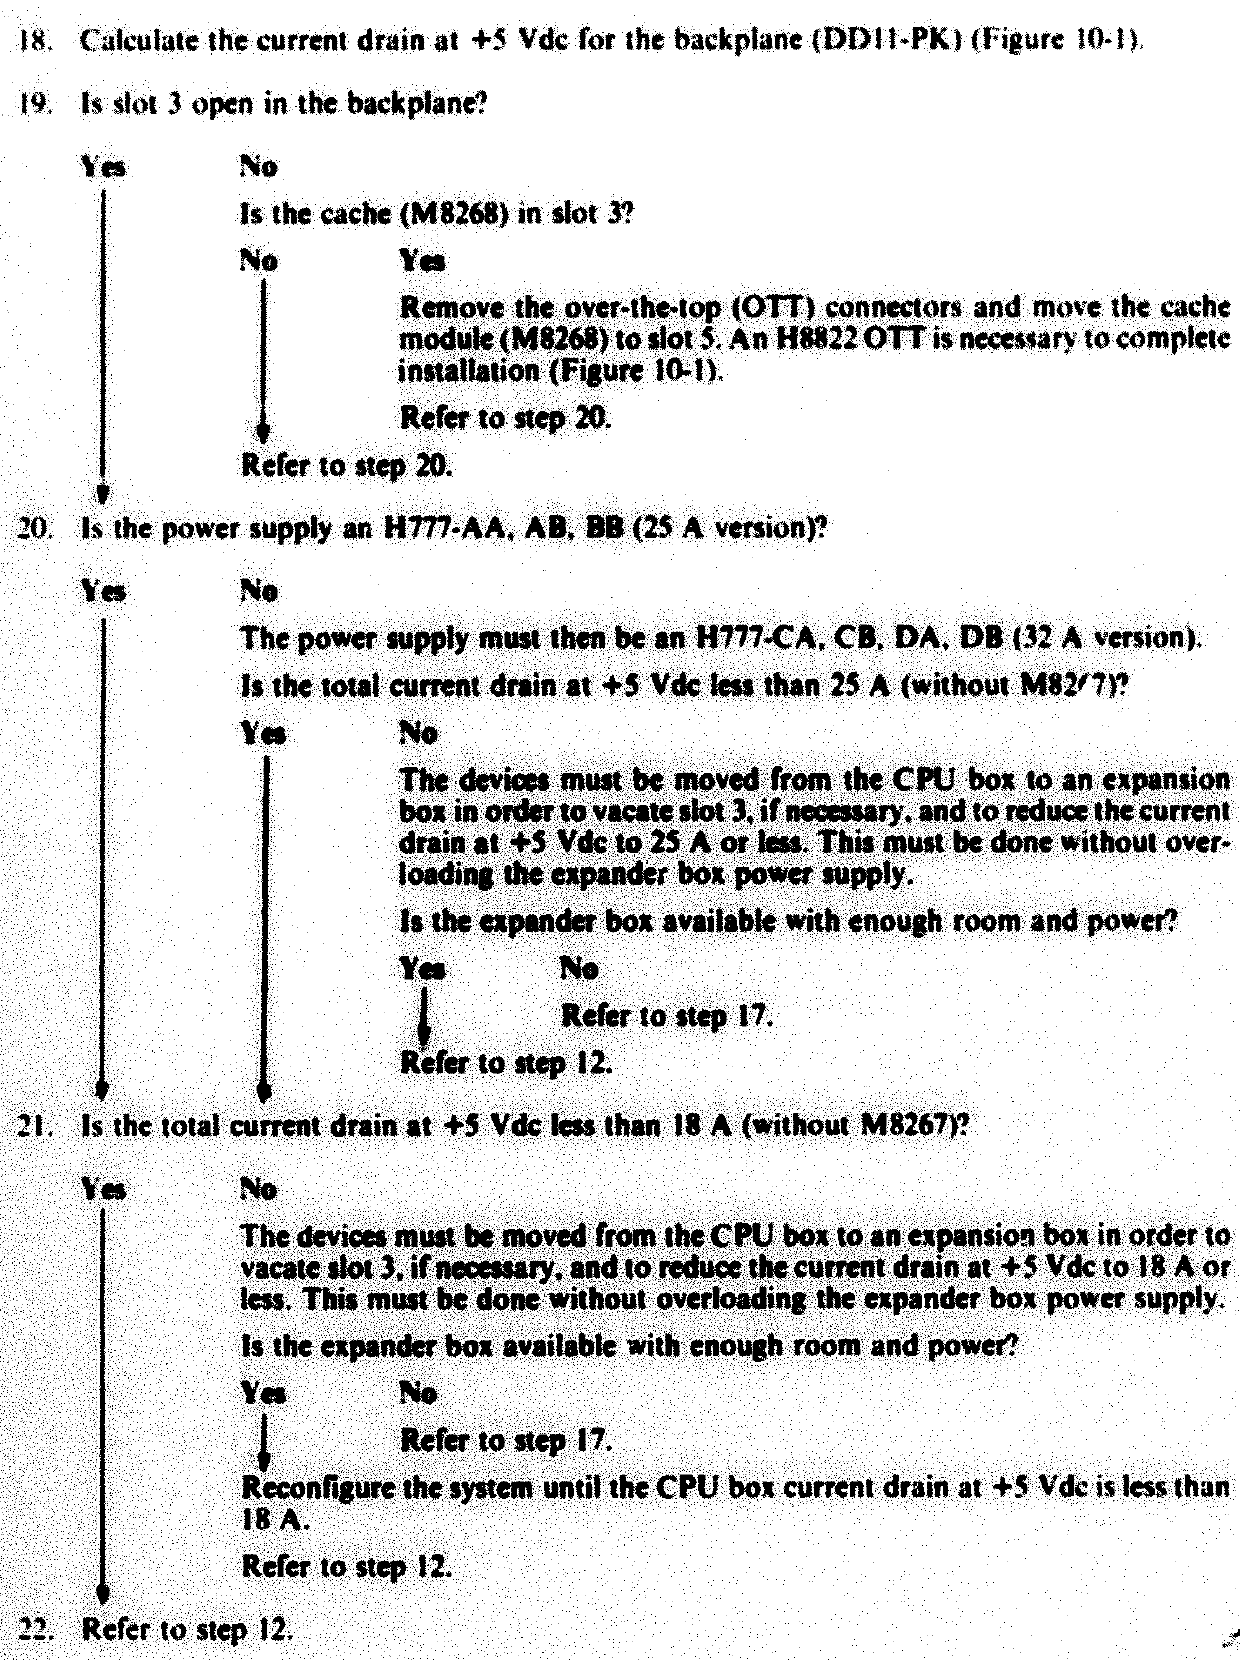 18. Calculate the current drain at +5 Vdc for the backplane (DD11-PK) (Figure 10-1).
19. Is slot 3 open in the backplane?
Yes No
Is the cache (M8268) in slot 3?
No Yes
Remove the over-the-top (OTT) connectors and move the cache
module (M8268) to slot 5. An H8822 OTT is necessary to complete
installation (Figure 10-1).
Refer to step 20.
Refer to step 20.
20. Is the power supply an H777-AA, AB, BB (25 A version)?
Yes No
The power supply must then be an H777-CA, CB, DA, DB (32 A version).
Is the total current drain at +5 Vdc less than 25 A (without M8267)?
Yes No
The devices must be moved from the CPU box to an expansion
box in order to vacate slot 3, if necessary, and to reduce the current
drain at +5 Vdc to 25 A or less. This must be done without over-
loading the expander box power supply.
Is the expander box available with enough room and power?
Yes No
Refer to step 17.
Refer to step 12.
21. Is the total current drain at +5 Vdc less than 18 A (without M8267)?
Yes No
The devices must be moved from the CPU box to an expansion box in order to
vacate slot 3, if necessary, and to reduce the current drain at +5 Vdc to 18 A or
less. This must be done without overloading the expander box power supply.
Is the expander box available with enough room and power?
Yes No
Refer to step 17.
Reconfigure the system until the CPU box current drain at +5 Vdc is less than
18 A.
Refer to step 12.
22. Refer to step 12.